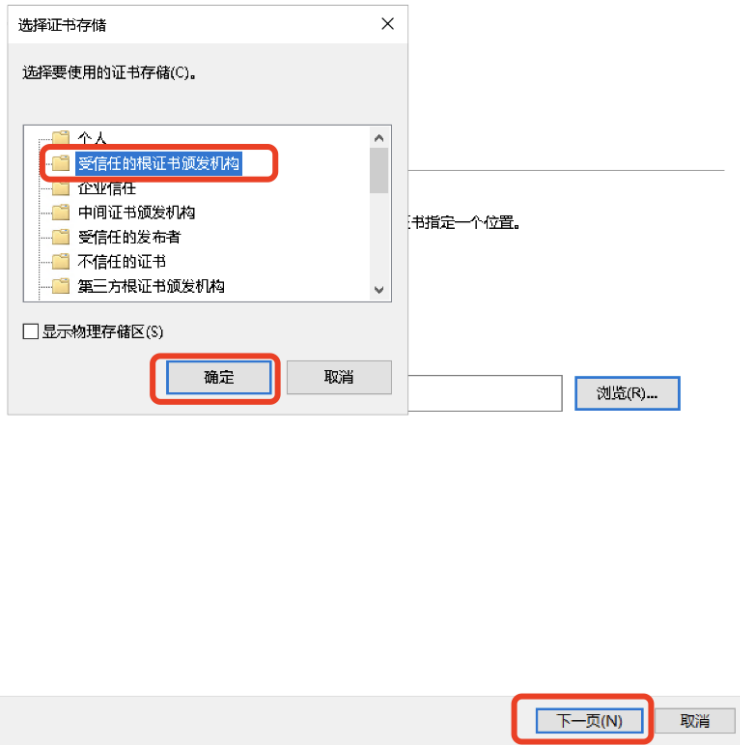 选择证书存储
选择要使用的证书存储(C)。
个人
受信任的根证书颁发机构
企业信任
中间证书颁发机构
受信任的发布者
不信任的证书
第三方根证书颁发机构
书指定一个位置。
显示物理存储区(S)
确定 取消
浏览(R)...
下一页(N) 取消